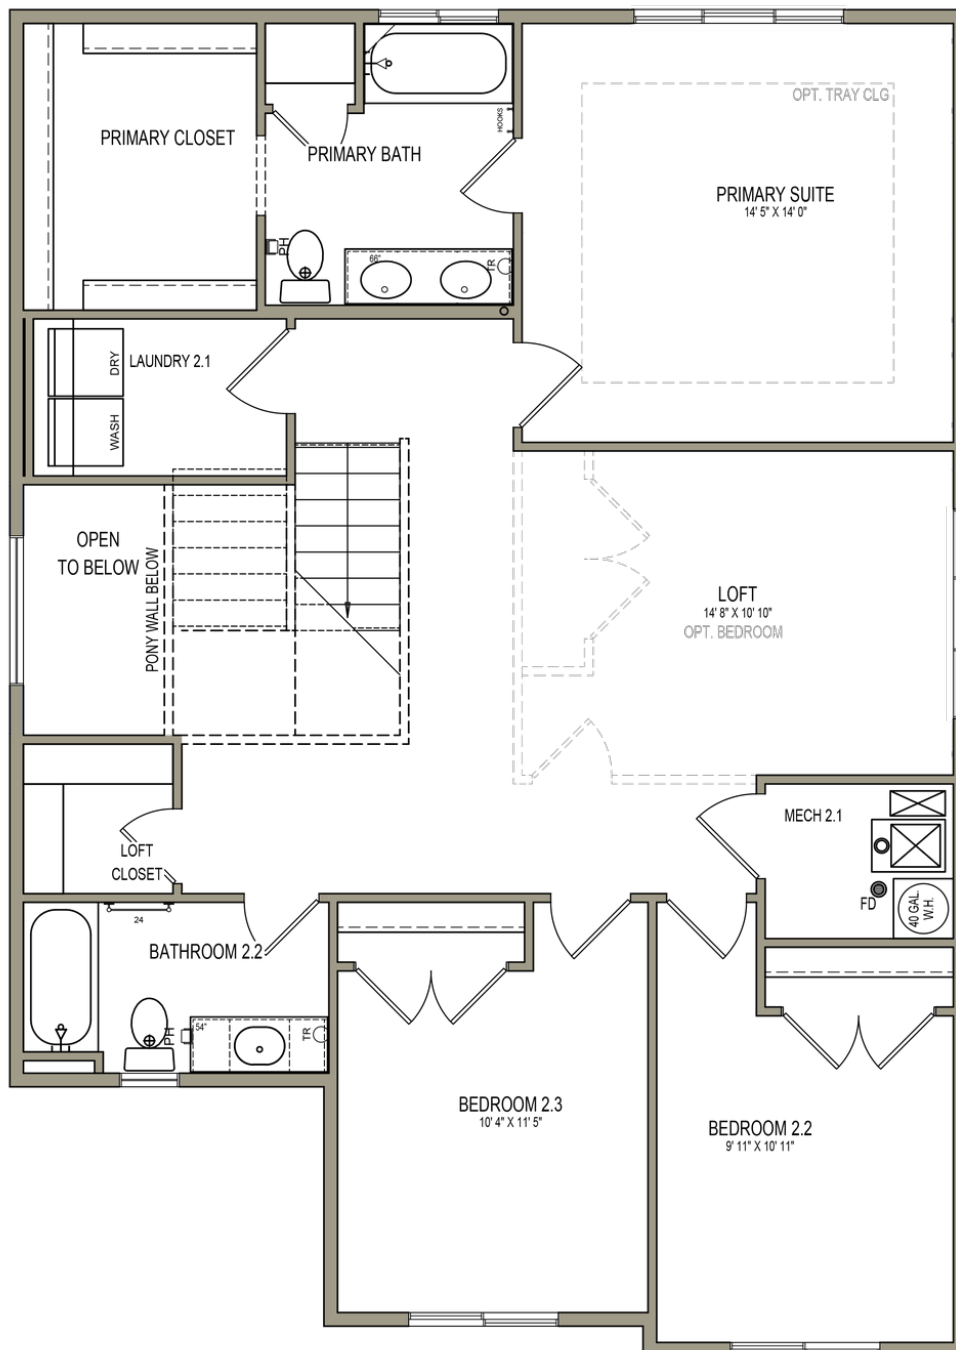 OPT. TRAY CLG
HOOKS
PRIMARY CLOSET
PRIMARY BATH
PRIMARY SUITE
14' 5" X 14' 0"
PH
66"
TR
DRY
LAUNDRY 2.1
WASH
OPEN
TO BELOW
PONY WALL BELOW
LOFT
14' 8" X 10' 10"
OPT. BEDROOM
MECH 2.1
LOFT
CLOSET
FD
40 GAL.
W.H.
24
BATHROOM 2.2
PH
54"
TR
BEDROOM 2.3
10' 4" X 11' 5"
BEDROOM 2.2
9' 11" X 10' 11"